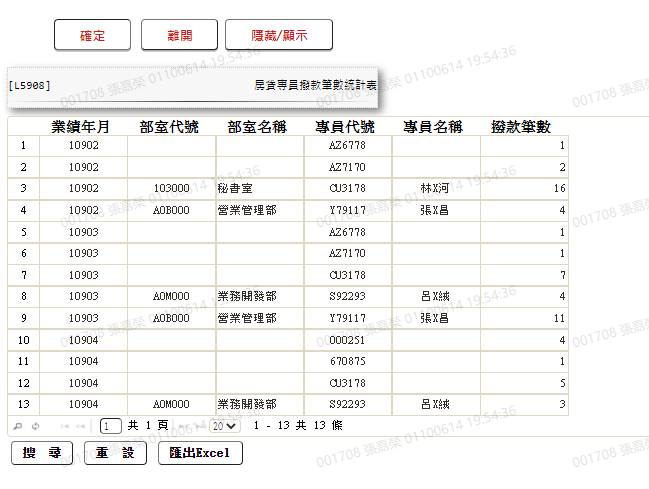 確定 離開 隱藏/顯示
[L5908] 房貸專員撥款筆數統計表
業績年月 部室代號 部室名稱 專員代號 專員名稱 撥款筆數
1 10902 AZ6778 1
2 10902 AZ7170 2
3 10902 103000 秘書室 CU3178 林X河 16
4 10902 A0B000 營業管理部 Y79117 張X昌 4
5 10903 AZ6778 1
6 10903 AZ7170 1
7 10903 CU3178 7
8 10903 A0M000 業務開發部 S92293 呂X絨 4
9 10903 A0B000 營業管理部 Y79117 張X昌 11
10 10904 000251 4
11 10904 670875 1
12 10904 CU3178 5
13 10904 A0M000 業務開發部 S92293 呂X絨 3
1 共 1 頁 20 1 - 13 共 13 條
搜 尋 重 設 匯出Excel
001708 張嘉榮 01100614 19:54:36